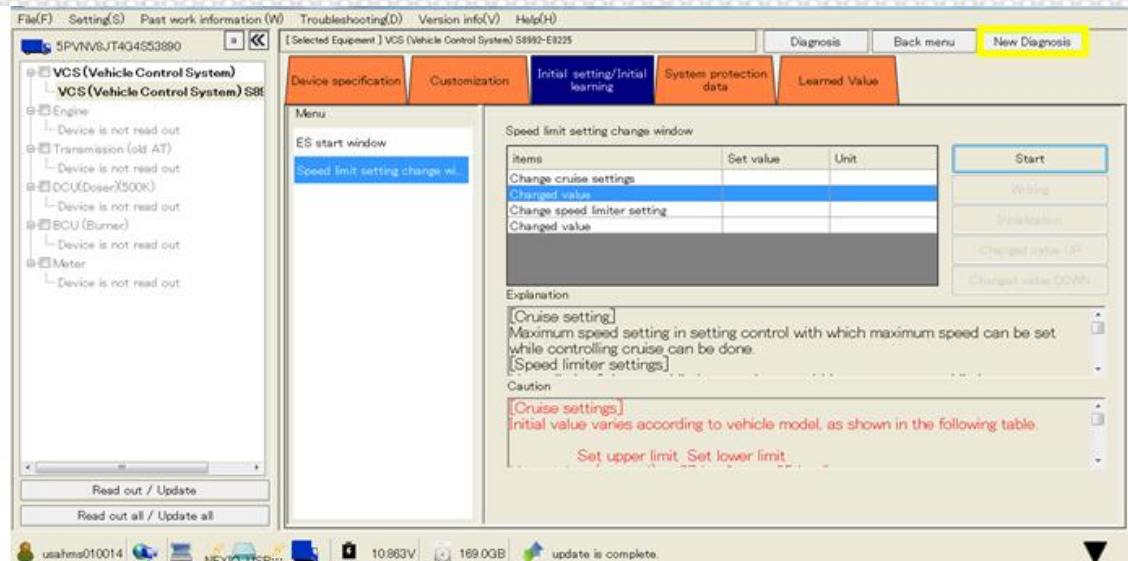 File(F) Setting(S) Past work information (W) Troubleshooting(D) Version info(V) Help(H)
5PVNV8JT4G4S53890
[ Selected Equipment ] VCS (Vehicle Control System) S8992-E0225
Diagnosis
Back menu
New Diagnosis
VCS (Vehicle Control System)
VCS (Vehicle Control System) S8
Engine
Device is not read out
Transmission (old AT)
Device is not read out
DCU(Doser)(500K)
Device is not read out
BCU (Burner)
Device is not read out
Meter
Device is not read out
Read out / Update
Read out all / Update all
Device specification
Customization
Initial setting/Initial
learning
System protection
data
Learned Value
Menu
ES start window
Speed limit setting change wi...
Speed limit setting change window
items Set value Unit
Change cruise settings
Changed value
Change speed limiter setting
Changed value
Start
Writing
Initialization
Changed value UP
Changed value DOWN
Explanation
[Cruise setting]
Maximum speed setting in setting control with which maximum speed can be set
while controlling cruise can be done.
[Speed limiter settings]
Caution
[Cruise settings]
Initial value varies according to vehicle model, as shown in the following table.
Set upper limit Set lower limit
usahms010014
10.863V
169.0GB
update is complete.